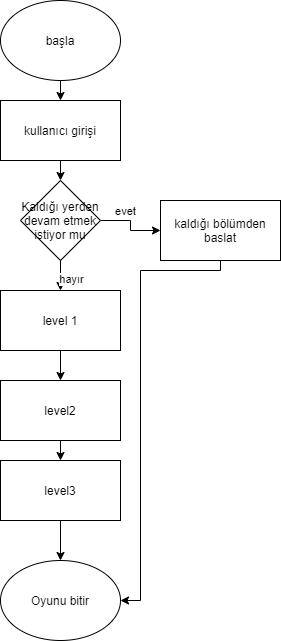 başla
kullanıcı girişi
Kaldığı yerden
devam etmek
istiyor mu
evet
kaldığı bölümden
baslat
hayır
level 1
level2
level3
Oyunu bitir